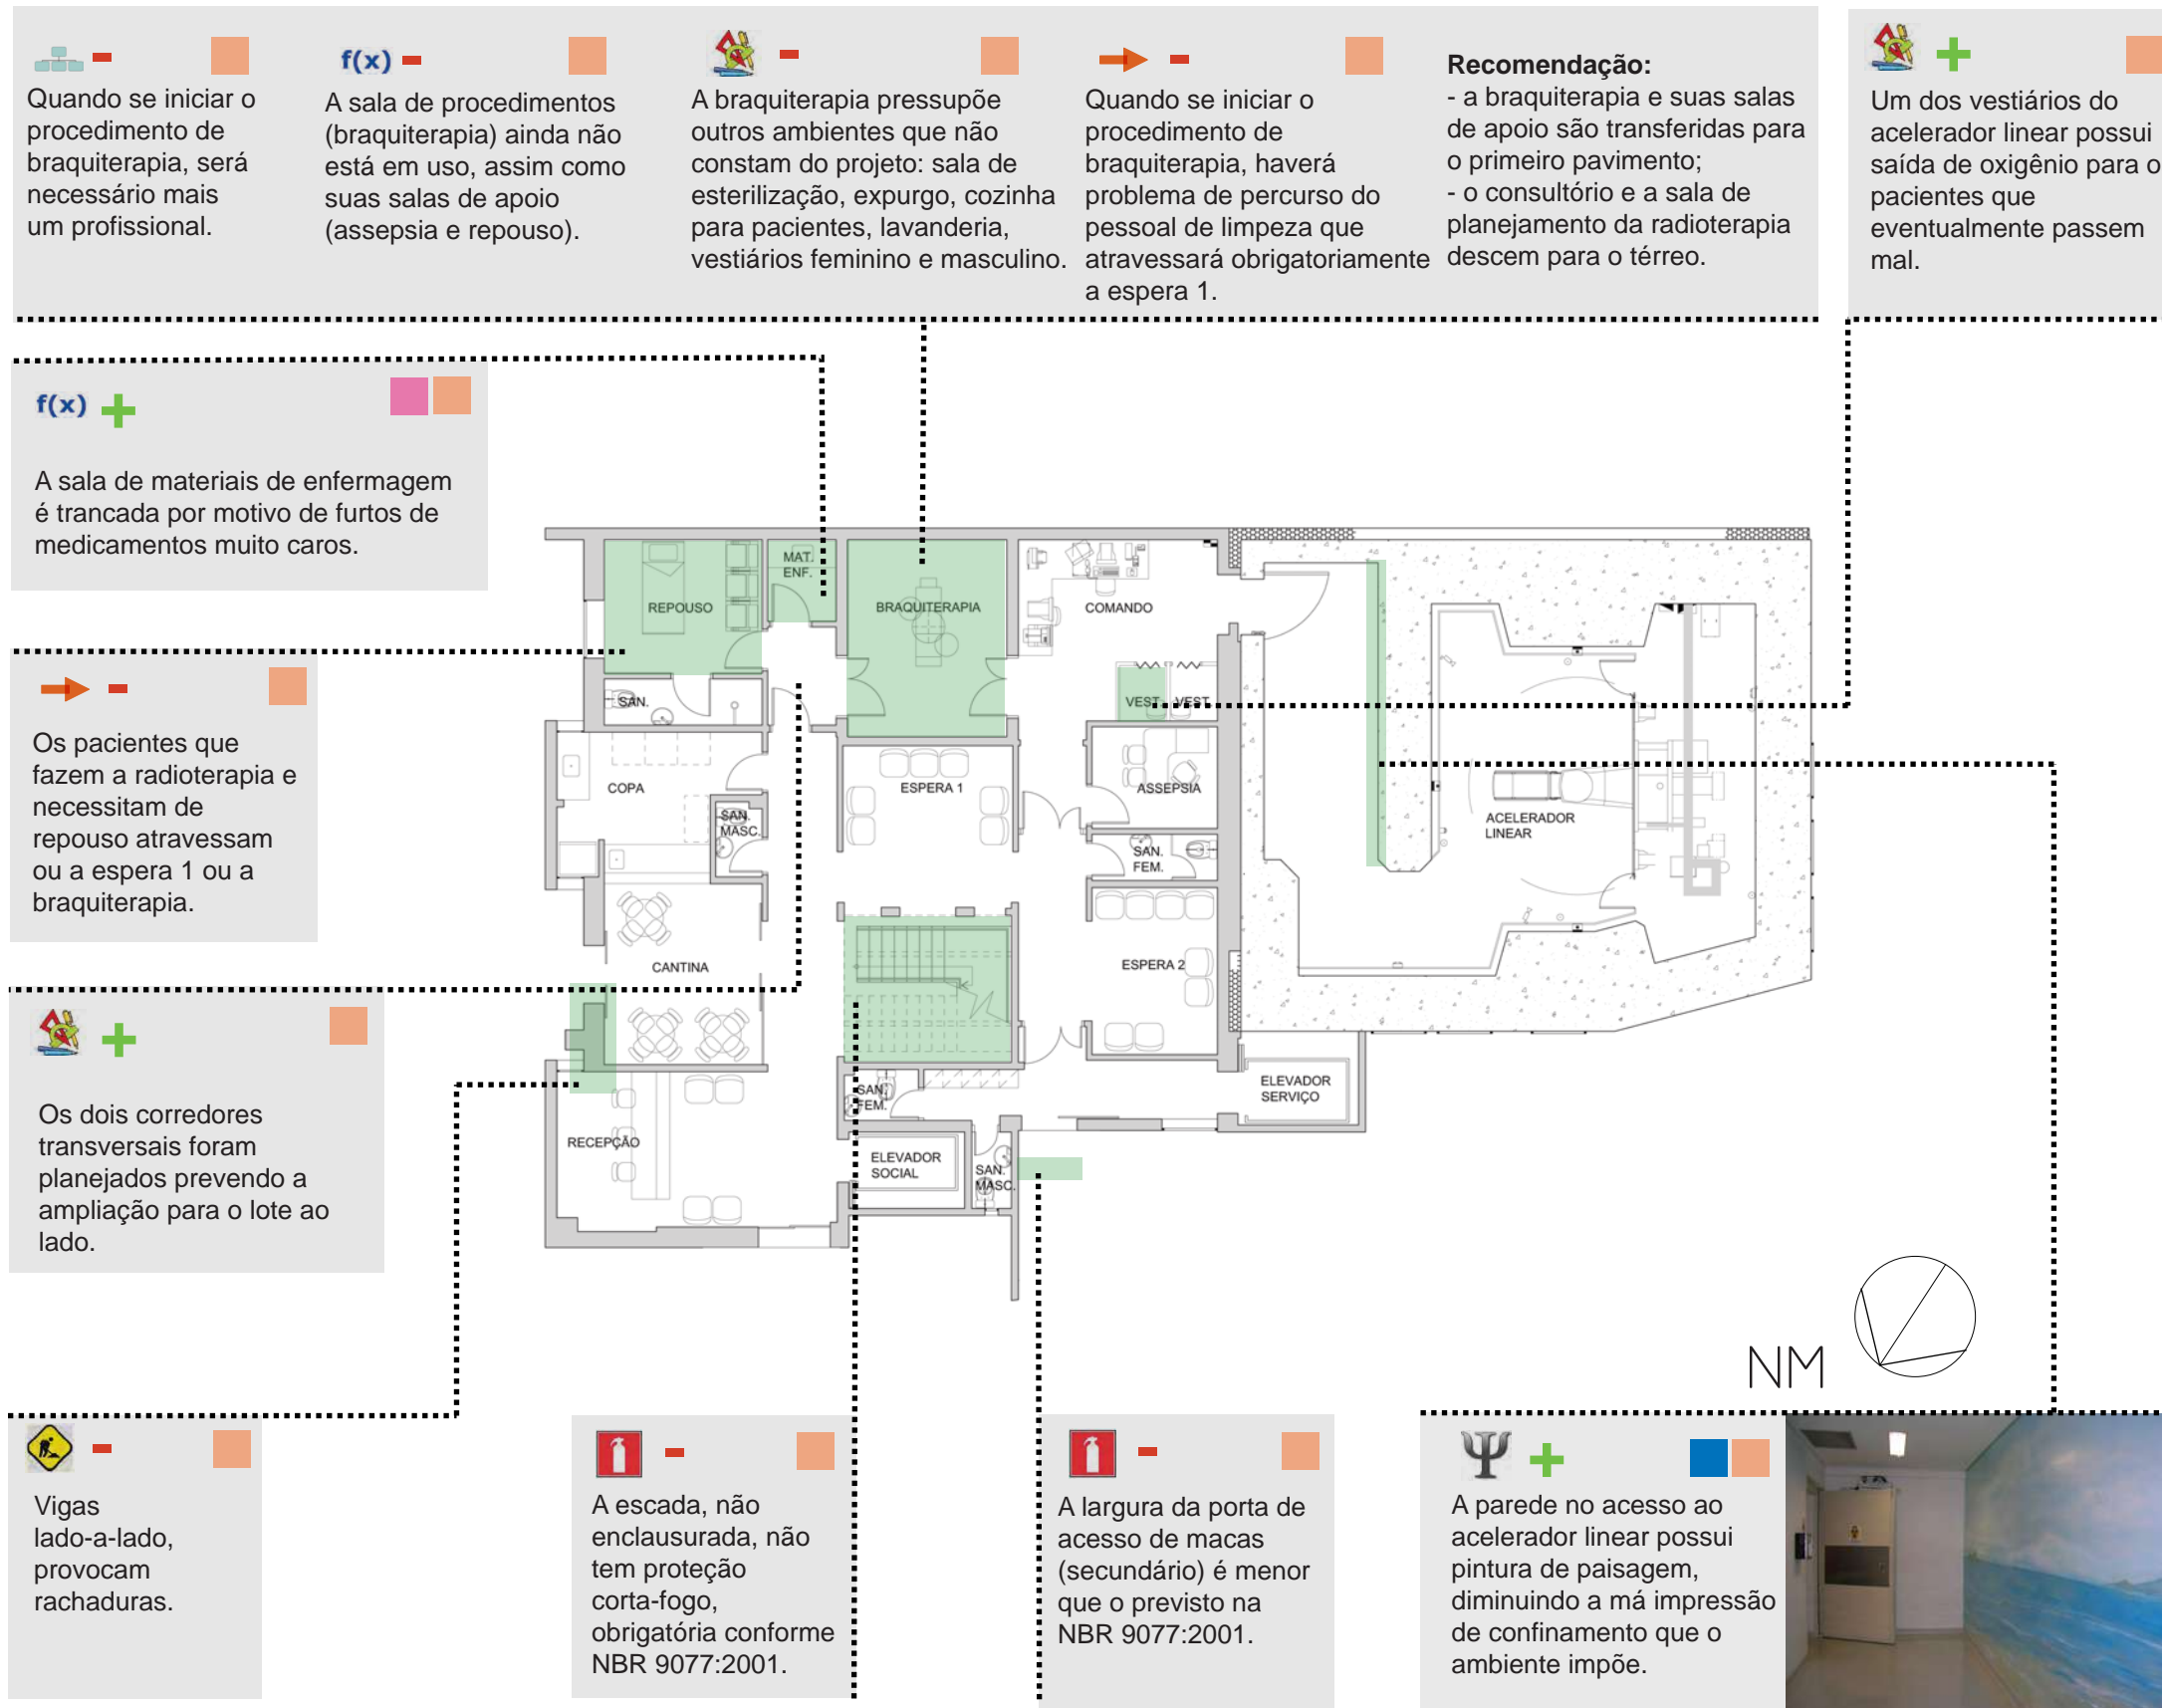 Quando se iniciar o
procedimento de
braquiterapia, será
necessário mais
um profissional.
f(x)
A sala de procedimentos
(braquiterapia) ainda não
está em uso, assim como
suas salas de apoio
(assepsia e repouso).
A braquiterapia pressupõe
outros ambientes que não
constam do projeto: sala de
esterilização, expurgo, cozinha
para pacientes, lavanderia,
vestiários feminino e masculino.
Quando se iniciar o
procedimento de
braquiterapia, haverá
problema de percurso do
pessoal de limpeza que
atravessará obrigatoriamente
a espera 1.
Recomendação:
- a braquiterapia e suas salas
de apoio são transferidas para
o primeiro pavimento;
- o consultório e a sala de
planejamento da radioterapia
descem para o térreo.
Um dos vestiários do
acelerador linear possui
saída de oxigênio para o
pacientes que
eventualmente passem
mal.
f(x)
A sala de materiais de enfermagem
é trancada por motivo de furtos de
medicamentos muito caros.
Os pacientes que
fazem a radioterapia e
necessitam de
repouso atravessam
ou a espera 1 ou a
braquiterapia.
Os dois corredores
transversais foram
planejados prevendo a
ampliação para o lote ao
lado.
REPOUSO
MAT.
ENF.
BRAQUITERAPIA
COMANDO
SAN.
VEST.
VEST.
COPA
SAN.
MASC.
ESPERA 1
ASSEPSIA
SAN.
FEM.
ACELERADOR
LINEAR
CANTINA
ESPERA 2
RECEPÇÃO
SAN.
FEM.
ELEVADOR
SOCIAL
SAN.
MASC.
ELEVADOR
SERVIÇO
NM
Vigas
lado-a-lado,
provocam
rachaduras.
A escada, não
enclausurada, não
tem proteção
corta-fogo,
obrigatória conforme
NBR 9077:2001.
A largura da porta de
acesso de macas
(secundário) é menor
que o previsto na
NBR 9077:2001.
Ψ
A parede no acesso ao
acelerador linear possui
pintura de paisagem,
diminuindo a má impressão
de confinamento que o
ambiente impõe.